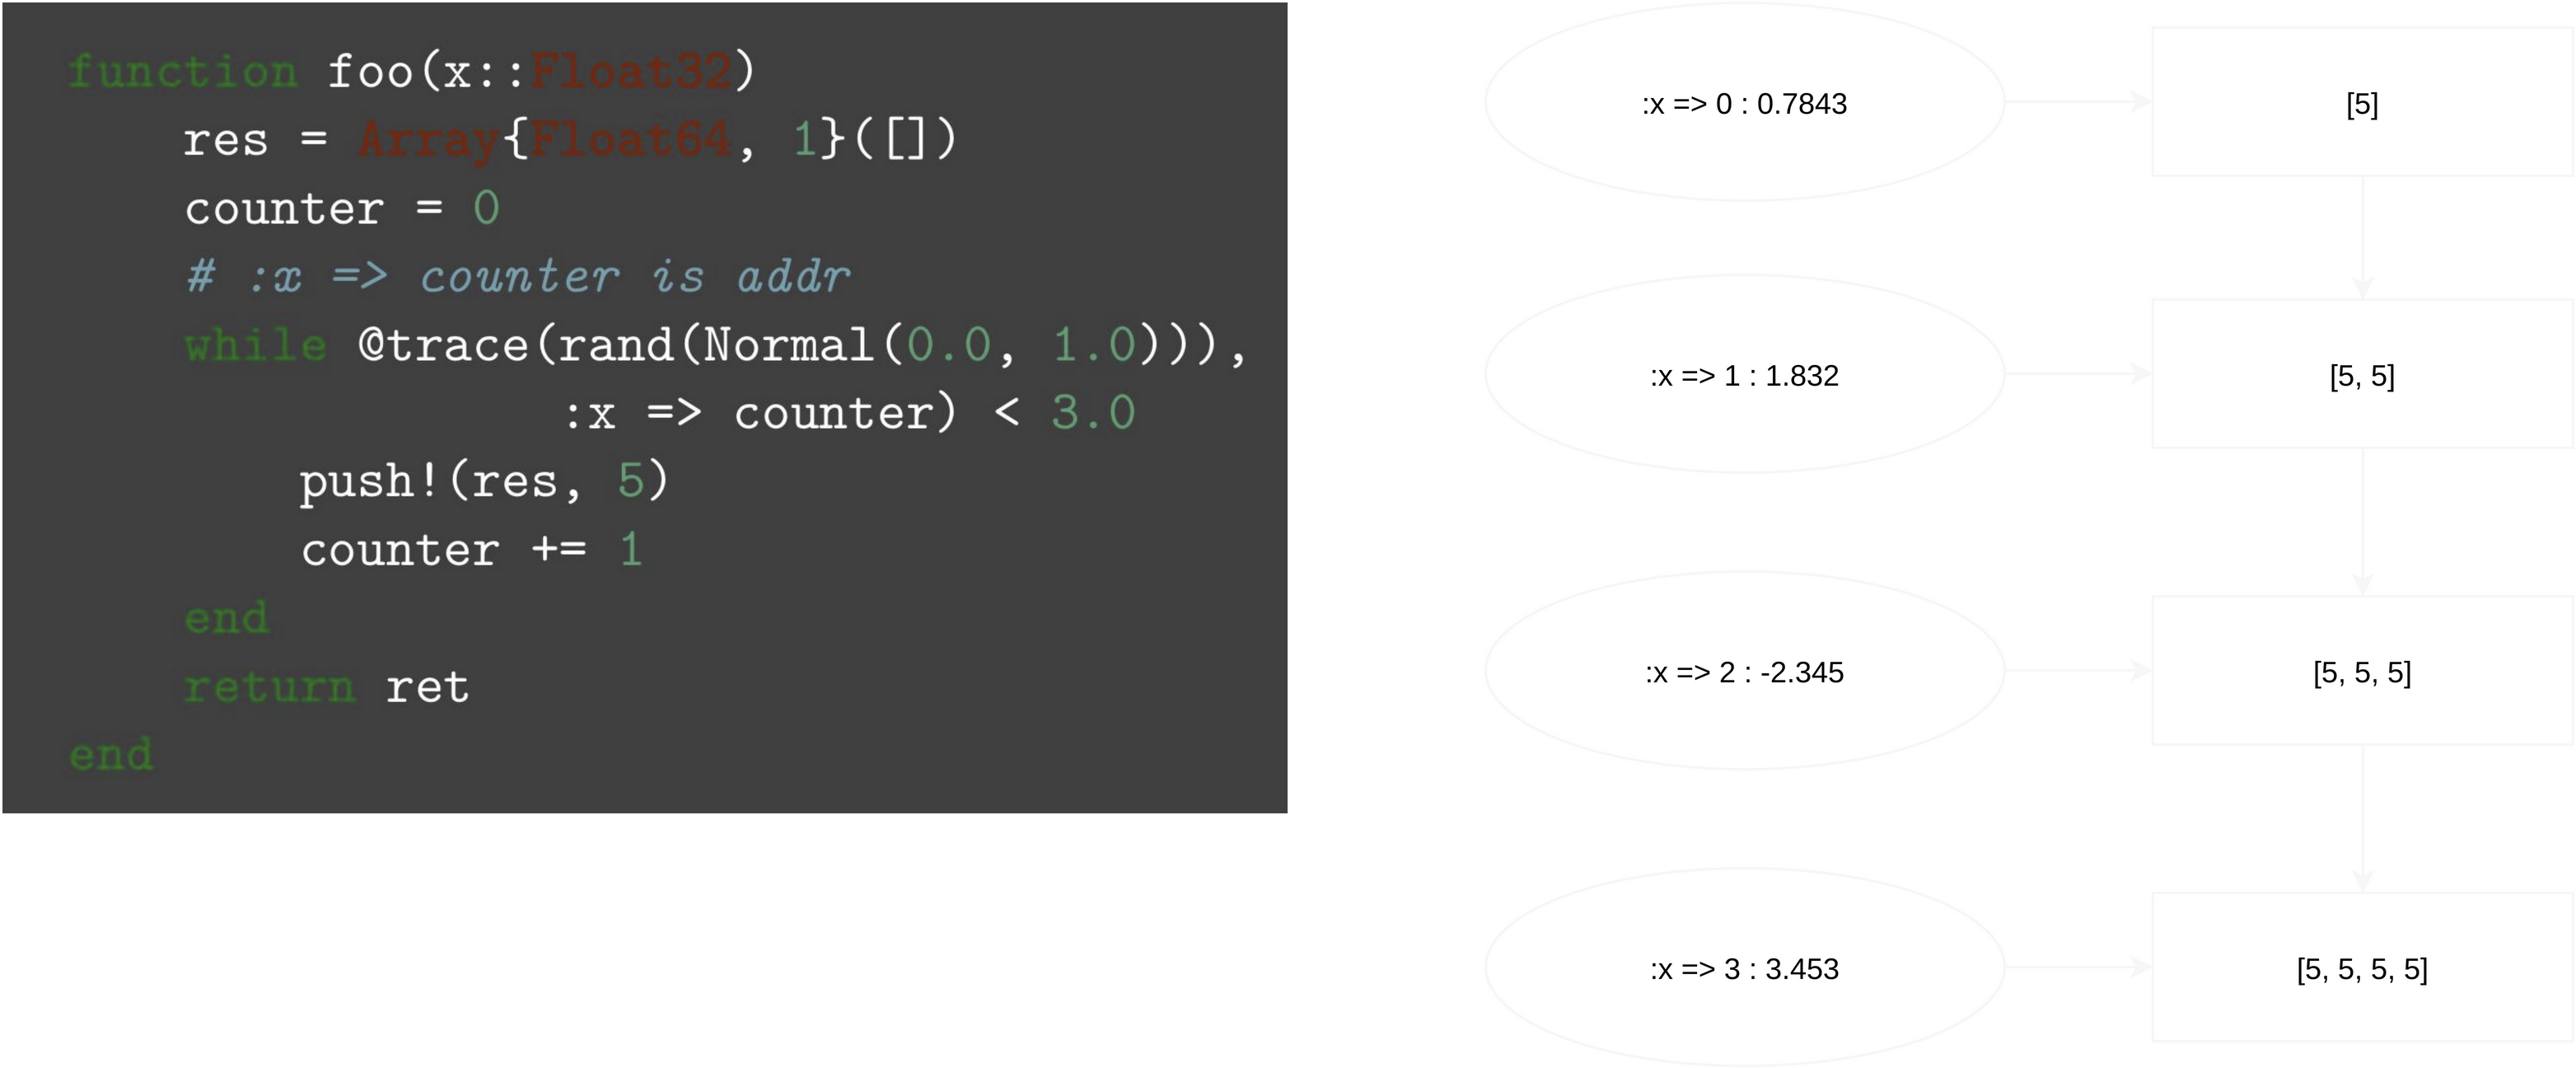 function foo(x::Float32)
    res = Array{Float64, 1}([])
    counter = 0
    # :x => counter is addr
    while @trace(rand(Normal(0.0, 1.0))),
            :x => counter) < 3.0
        push!(res, 5)
        counter += 1
    end
    return ret
end
:x => 0 : 0.7843
[5]
:x => 1 : 1.832
[5, 5]
:x => 2 : -2.345
[5, 5, 5]
:x => 3 : 3.453
[5, 5, 5, 5]